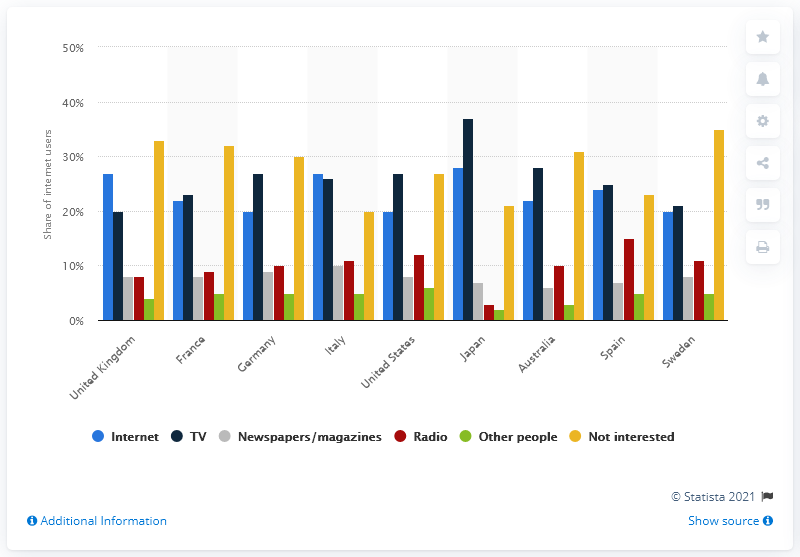 50%
40%
30%
20%
10%
0%
Share of internet users
United Kingdom
France
Germany
Italy
United States
Japan
Australia
Spain
Sweden
Internet TV Newspapers/magazines Radio Other people Not interested
© Statista 2021
Additional Information
Show source